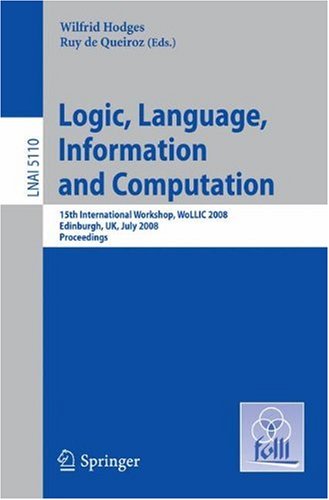 Wilfrid Hodges
Ruy de Queiroz (Eds.)
LNAI 5110
Logic, Language,
Information
and Computation
15th International Workshop, WoLLIC 2008
Edinburgh, UK, July 2008
Proceedings
Springer
folli